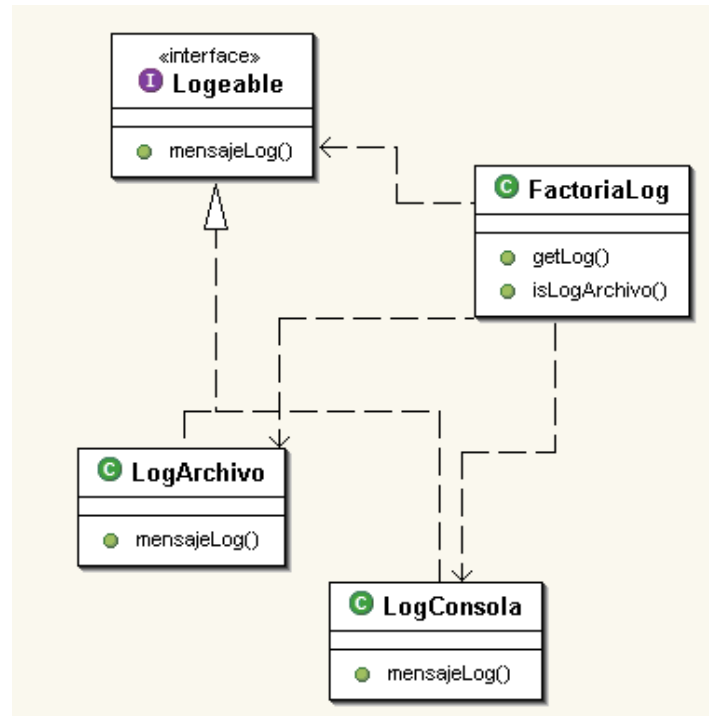 «interface»
I Logeable
mensajeLog()
C FactoriaLog
getLog()
isLogArchivo()
C LogArchivo
mensajeLog()
C LogConsola
mensajeLog()